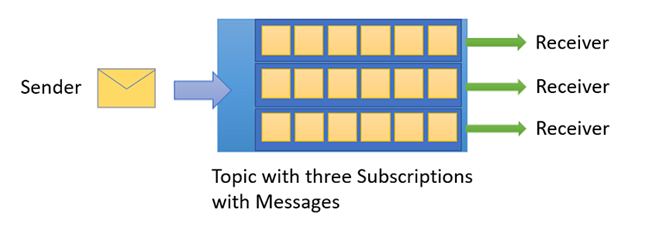 Sender
Receiver
Receiver
Receiver
Topic with three Subscriptions
with Messages